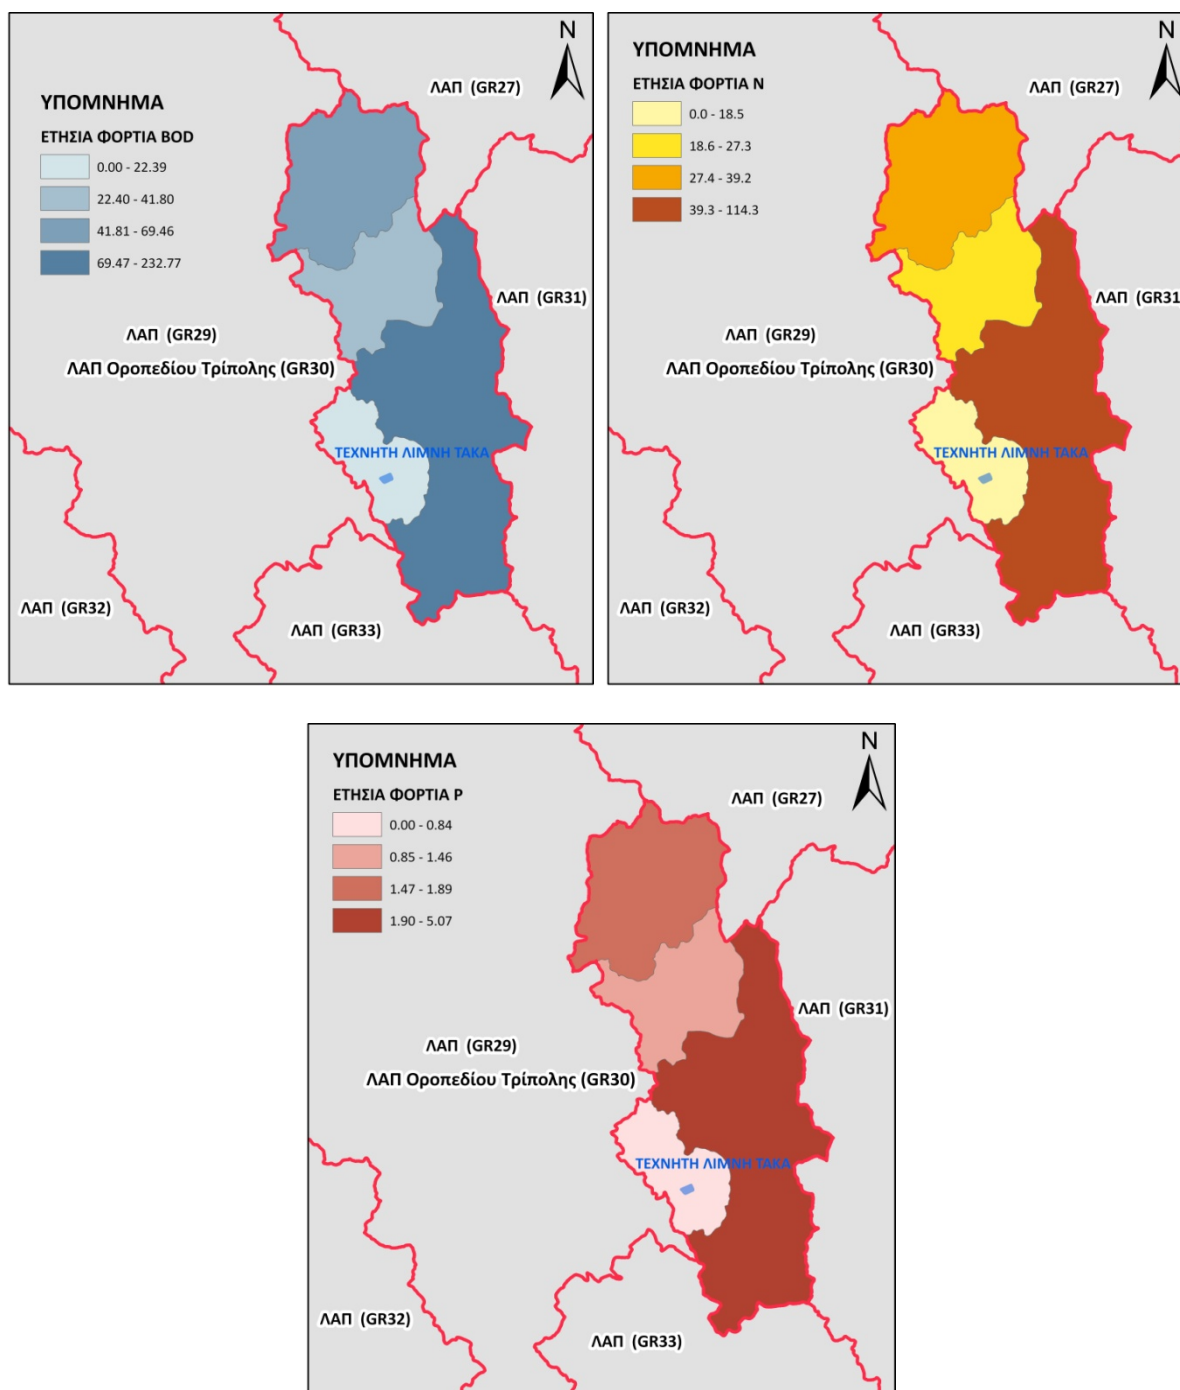 N
ΛΑΠ (GR27)
ΥΠΟΜΝΗΜΑ
ΕΤΗΣΙΑ ΦΟΡΤΙΑ BOD
0.00 - 22.39
22.40 - 41.80
41.81 - 69.46
69.47 - 232.77
ΛΑΠ (GR31)
ΛΑΠ (GR29)
ΛΑΠ Οροπεδίου Τρίπολης (GR30)
ΤΕΧΝΗΤΗ ΛΙΜΝΗ ΤΑΚΑ
ΛΑΠ (GR32)
ΛΑΠ (GR33)
N
ΥΠΟΜΝΗΜΑ
ΛΑΠ (GR27)
ΕΤΗΣΙΑ ΦΟΡΤΙΑ N
0.0 - 18.5
18.6 - 27.3
27.4 - 39.2
39.3 - 114.3
ΛΑΠ (GR31
ΛΑΠ (GR29)
ΛΑΠ Οροπεδίου Τρίπολης (GR30)
ΤΕΧΝΗΤΗ ΛΙΜΝΗ ΤΑΚΑ
ΛΑΠ (GR32)
ΛΑΠ (GR33)
N
ΥΠΟΜΝΗΜΑ
ΕΤΗΣΙΑ ΦΟΡΤΙΑ P
ΛΑΠ (GR27)
0.00 - 0.84
0.85 - 1.46
1.47 - 1.89
1.90 - 5.07
ΛΑΠ (GR31)
ΛΑΠ (GR29)
ΛΑΠ Οροπεδίου Τρίπολης (GR30)
ΤΕΧΝΗΤΗ ΛΙΜΝΗ ΤΑΚΑ
ΛΑΠ (GR32)
ΛΑΠ (GR33)